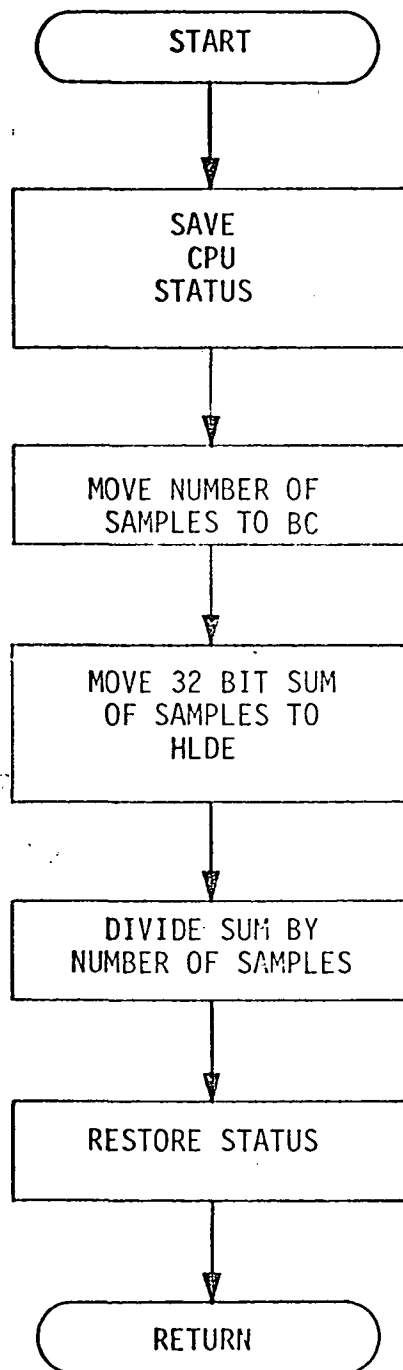 START
SAVE
CPU
STATUS
MOVE NUMBER OF
SAMPLES TO BC
MOVE 32 BIT SUM
OF SAMPLES TO
HLDE
DIVIDE SUM BY
NUMBER OF SAMPLES
RESTORE STATUS
RETURN